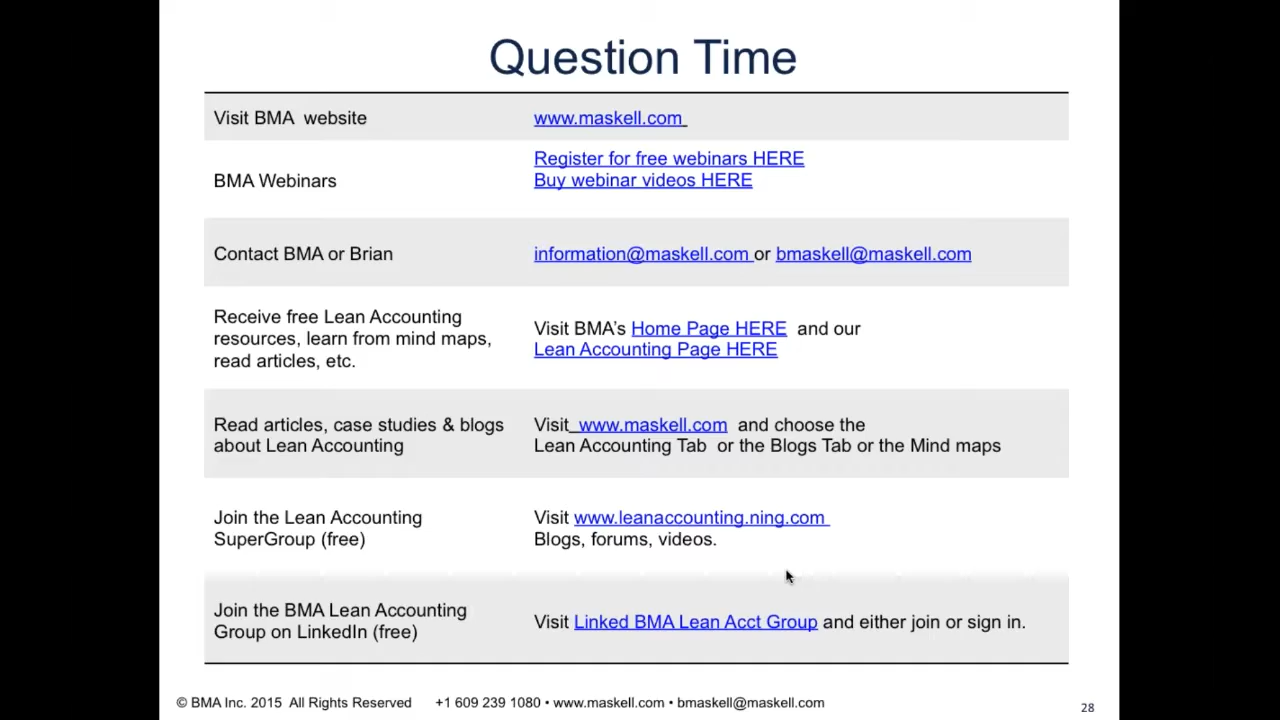 Question Time
Visit BMA  website
www.maskell.com
BMA Webinars
Register for free webinars HERE
Buy webinar videos HERE
Contact BMA or Brian
information@maskell.com or bmaskell@maskell.com
Receive free Lean Accounting
resources, learn from mind maps,
read articles, etc.
Visit BMA’s Home Page HERE  and our
Lean Accounting Page HERE
Read articles, case studies & blogs
about Lean Accounting
Visit  www.maskell.com  and choose the
Lean Accounting Tab  or the Blogs Tab or the Mind maps
Join the Lean Accounting
SuperGroup (free)
Visit www.leanaccounting.ning.com
Blogs, forums, videos.
Join the BMA Lean Accounting
Group on LinkedIn (free)
Visit Linked BMA Lean Acct Group and either join or sign in.
© BMA Inc. 2015  All Rights Reserved    +1 609 239 1080 • www.maskell.com • bmaskell@maskell.com
28